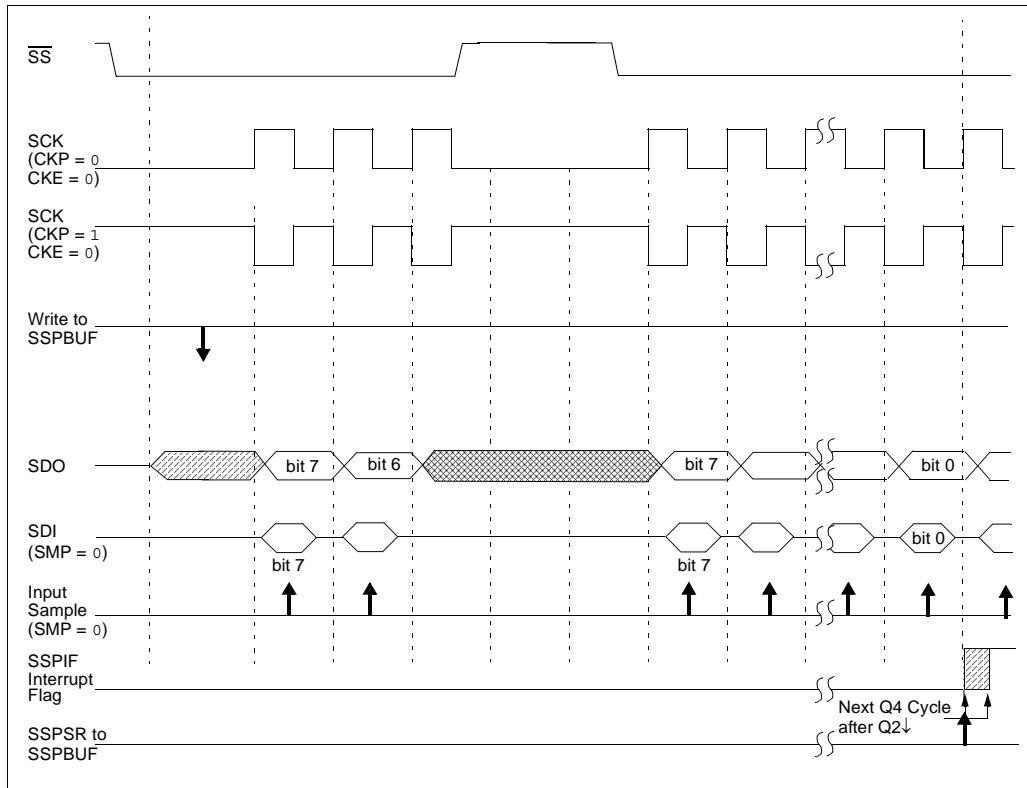 SS
SCK
(CKP = 0
CKE = 0)
SCK
(CKP = 1
CKE = 0)
Write to
SSPBUF
SDO
bit 7
bit 6
bit 7
bit 0
SDI
(SMP = 0)
bit 7
bit 7
bit 0
Input
Sample
(SMP = 0)
SSPIF
Interrupt
Flag
Next Q4 Cycle
after Q2↓
SSPSR to
SSPBUF